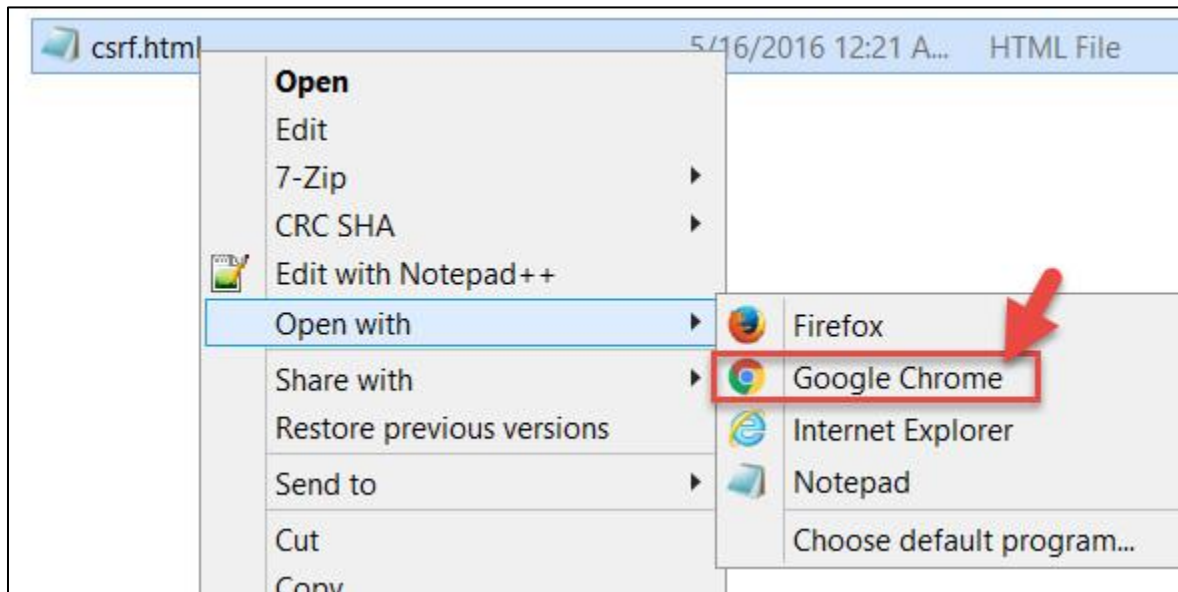 csrf.html 5/16/2016 12:21 A... HTML File
Open
Edit
7-Zip
CRC SHA
Edit with Notepad++
Open with
Share with
Restore previous versions
Send to
Cut
Copy
Firefox
Google Chrome
Internet Explorer
Notepad
Choose default program...